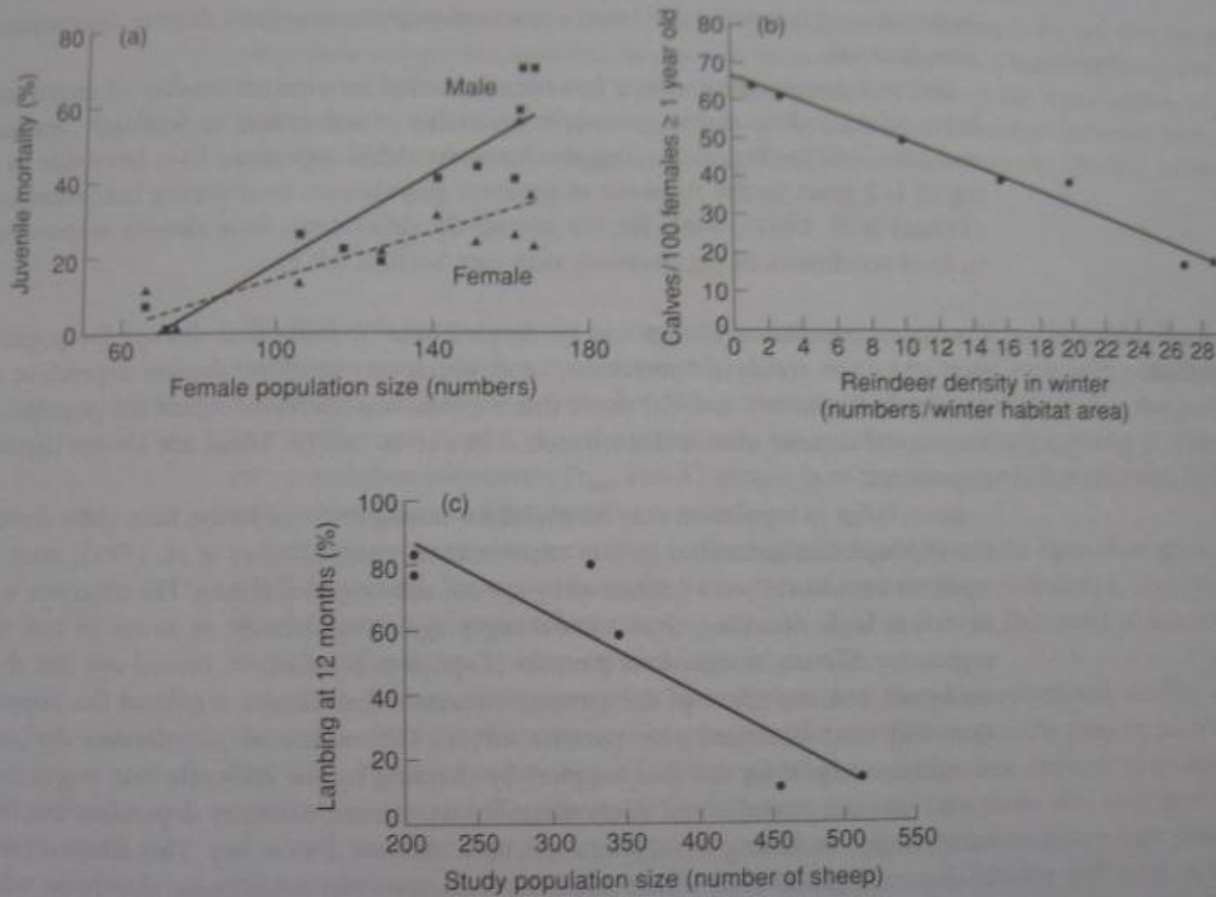 (a)
Juvenile mortality (%)
80
60
40
20
0
Male
Female
60 100 140 180
Female population size (numbers)
(b)
Calves/100 females ≥ 1 year old
80
70
60
50
40
30
20
10
0
0 2 4 6 8 10 12 14 16 18 20 22 24 26 28
Reindeer density in winter
(numbers/winter habitat area)
(c)
Lambing at 12 months (%)
100
80
60
40
20
0
200 250 300 350 400 450 500 550
Study population size (number of sheep)